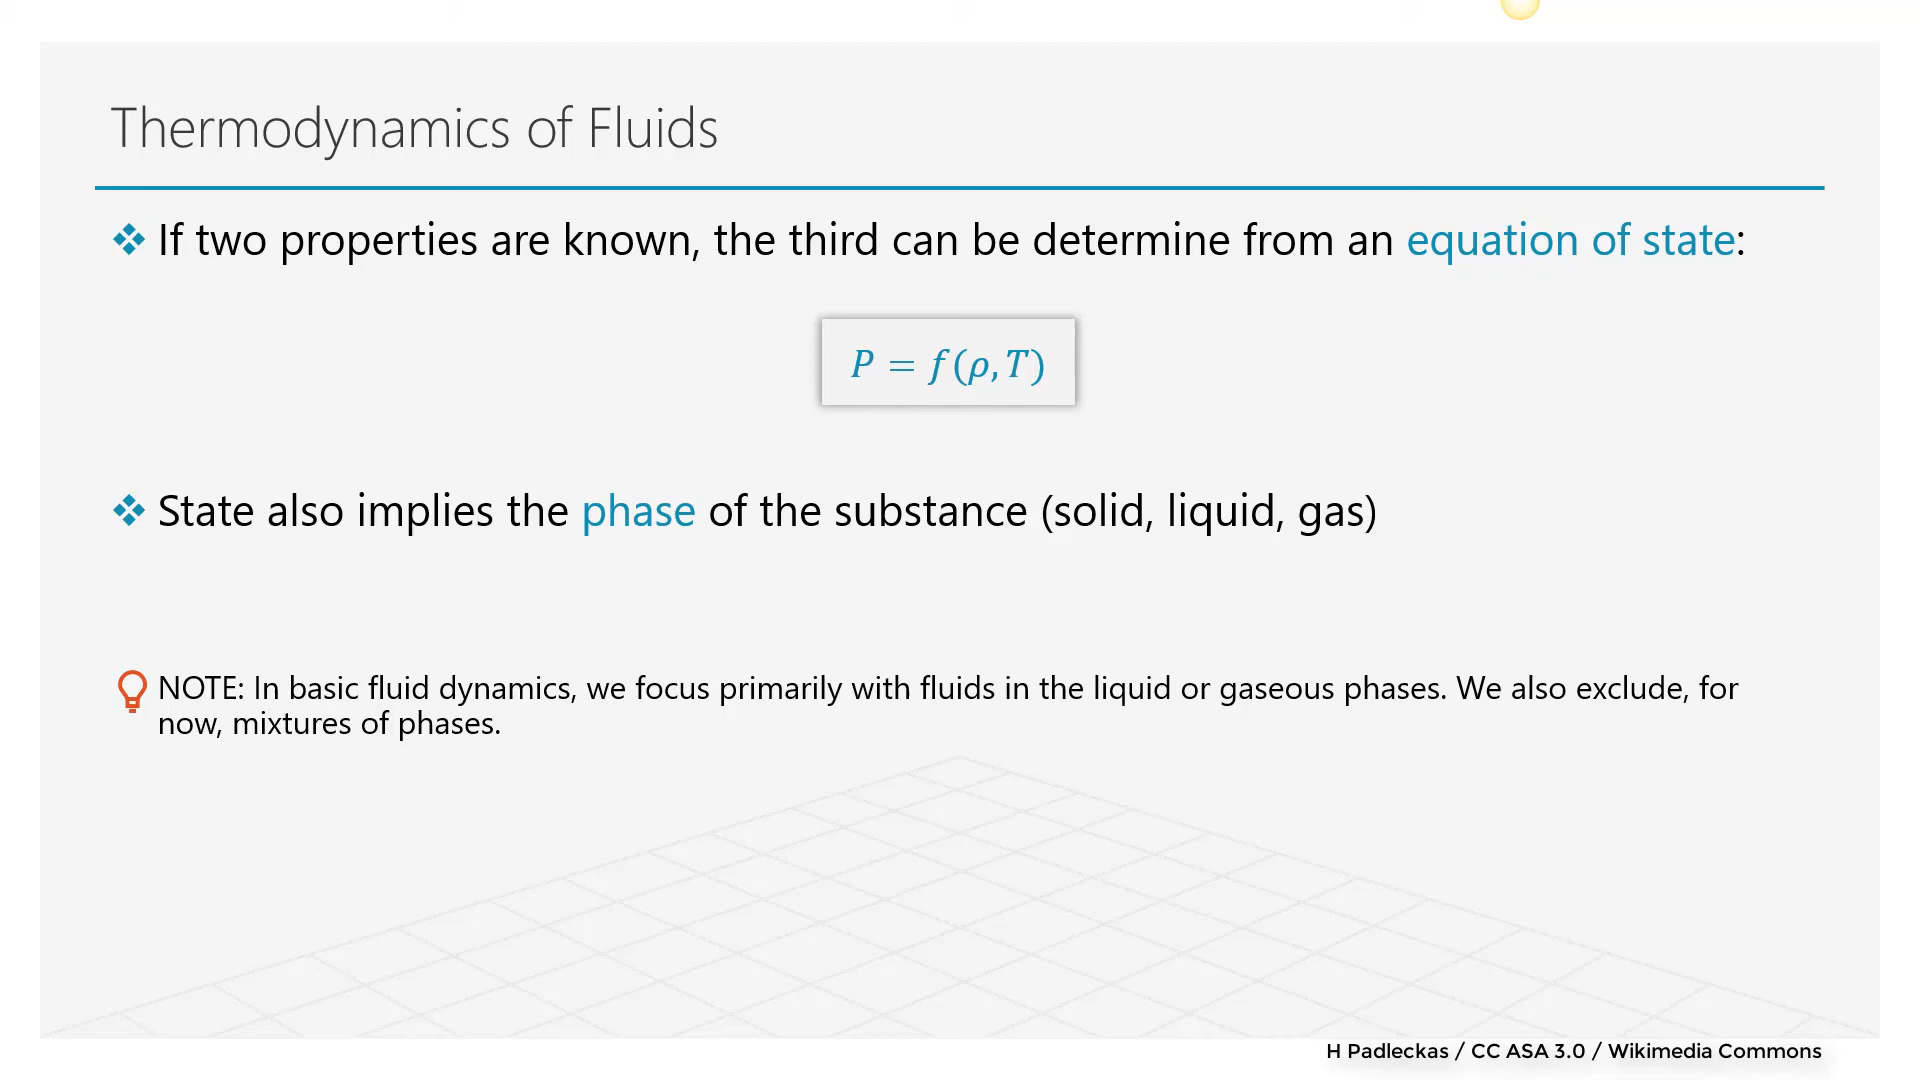 Thermodynamics of Fluids
If two properties are known, the third can be determine from an equation of state:
P = f(ρ,T)
State also implies the phase of the substance (solid, liquid, gas)
NOTE: In basic fluid dynamics, we focus primarily with fluids in the liquid or gaseous phases. We also exclude, for
now, mixtures of phases.
H Padleckas / CC ASA 3.0 / Wikimedia Commons